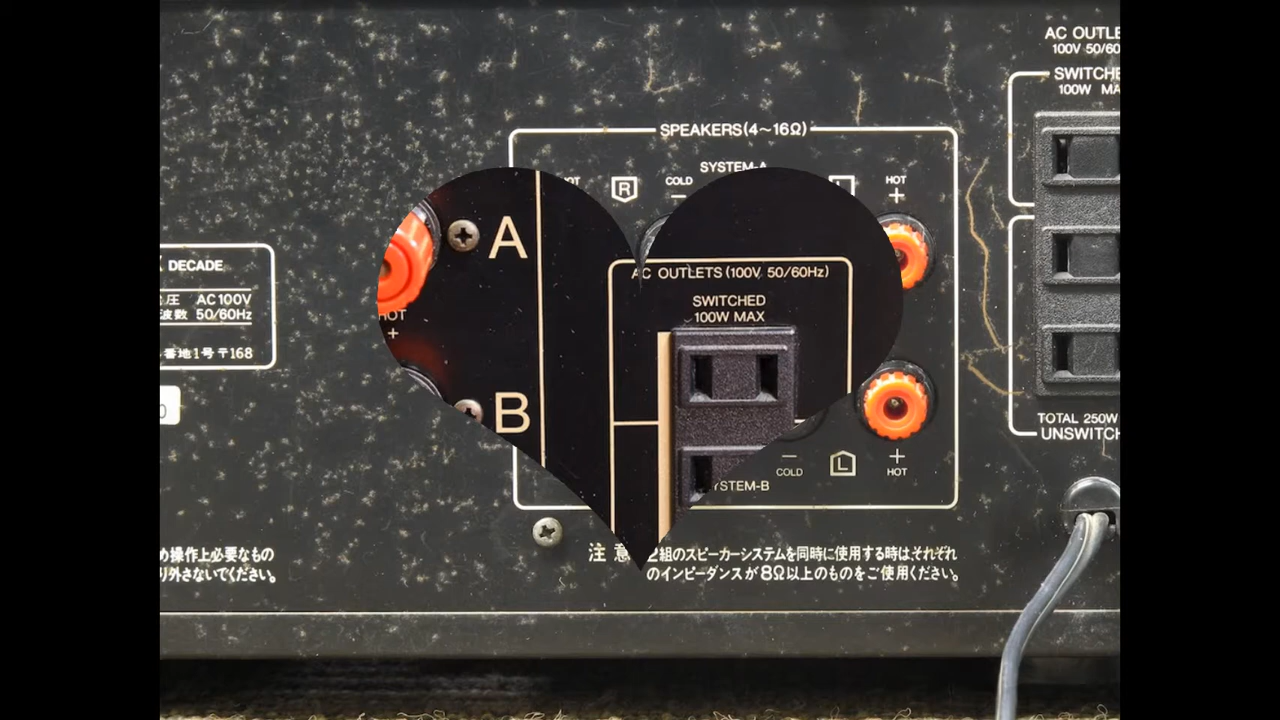 AC OUTLE
100V 50/60
SWITCHE
100W MA
SPEAKERS(4～16Ω)
SYSTEM-A
R
COLD
−
L
HOT
+
A
DECADE
圧 AC100V
波数 50/60Hz
番地1号 〒168
HOT
+
AC OUTLETS (100V 50/60Hz)
SWITCHED
100W MAX
B
TOTAL 250W
UNSWITCH
−
COLD
L
+
HOT
YSTEM-B
め操作上必要なもの
り外さないでください。
注意 2組のスピーカーシステムを同時に使用する時はそれぞれ
のインピーダンスが8Ω以上のものをご使用ください。